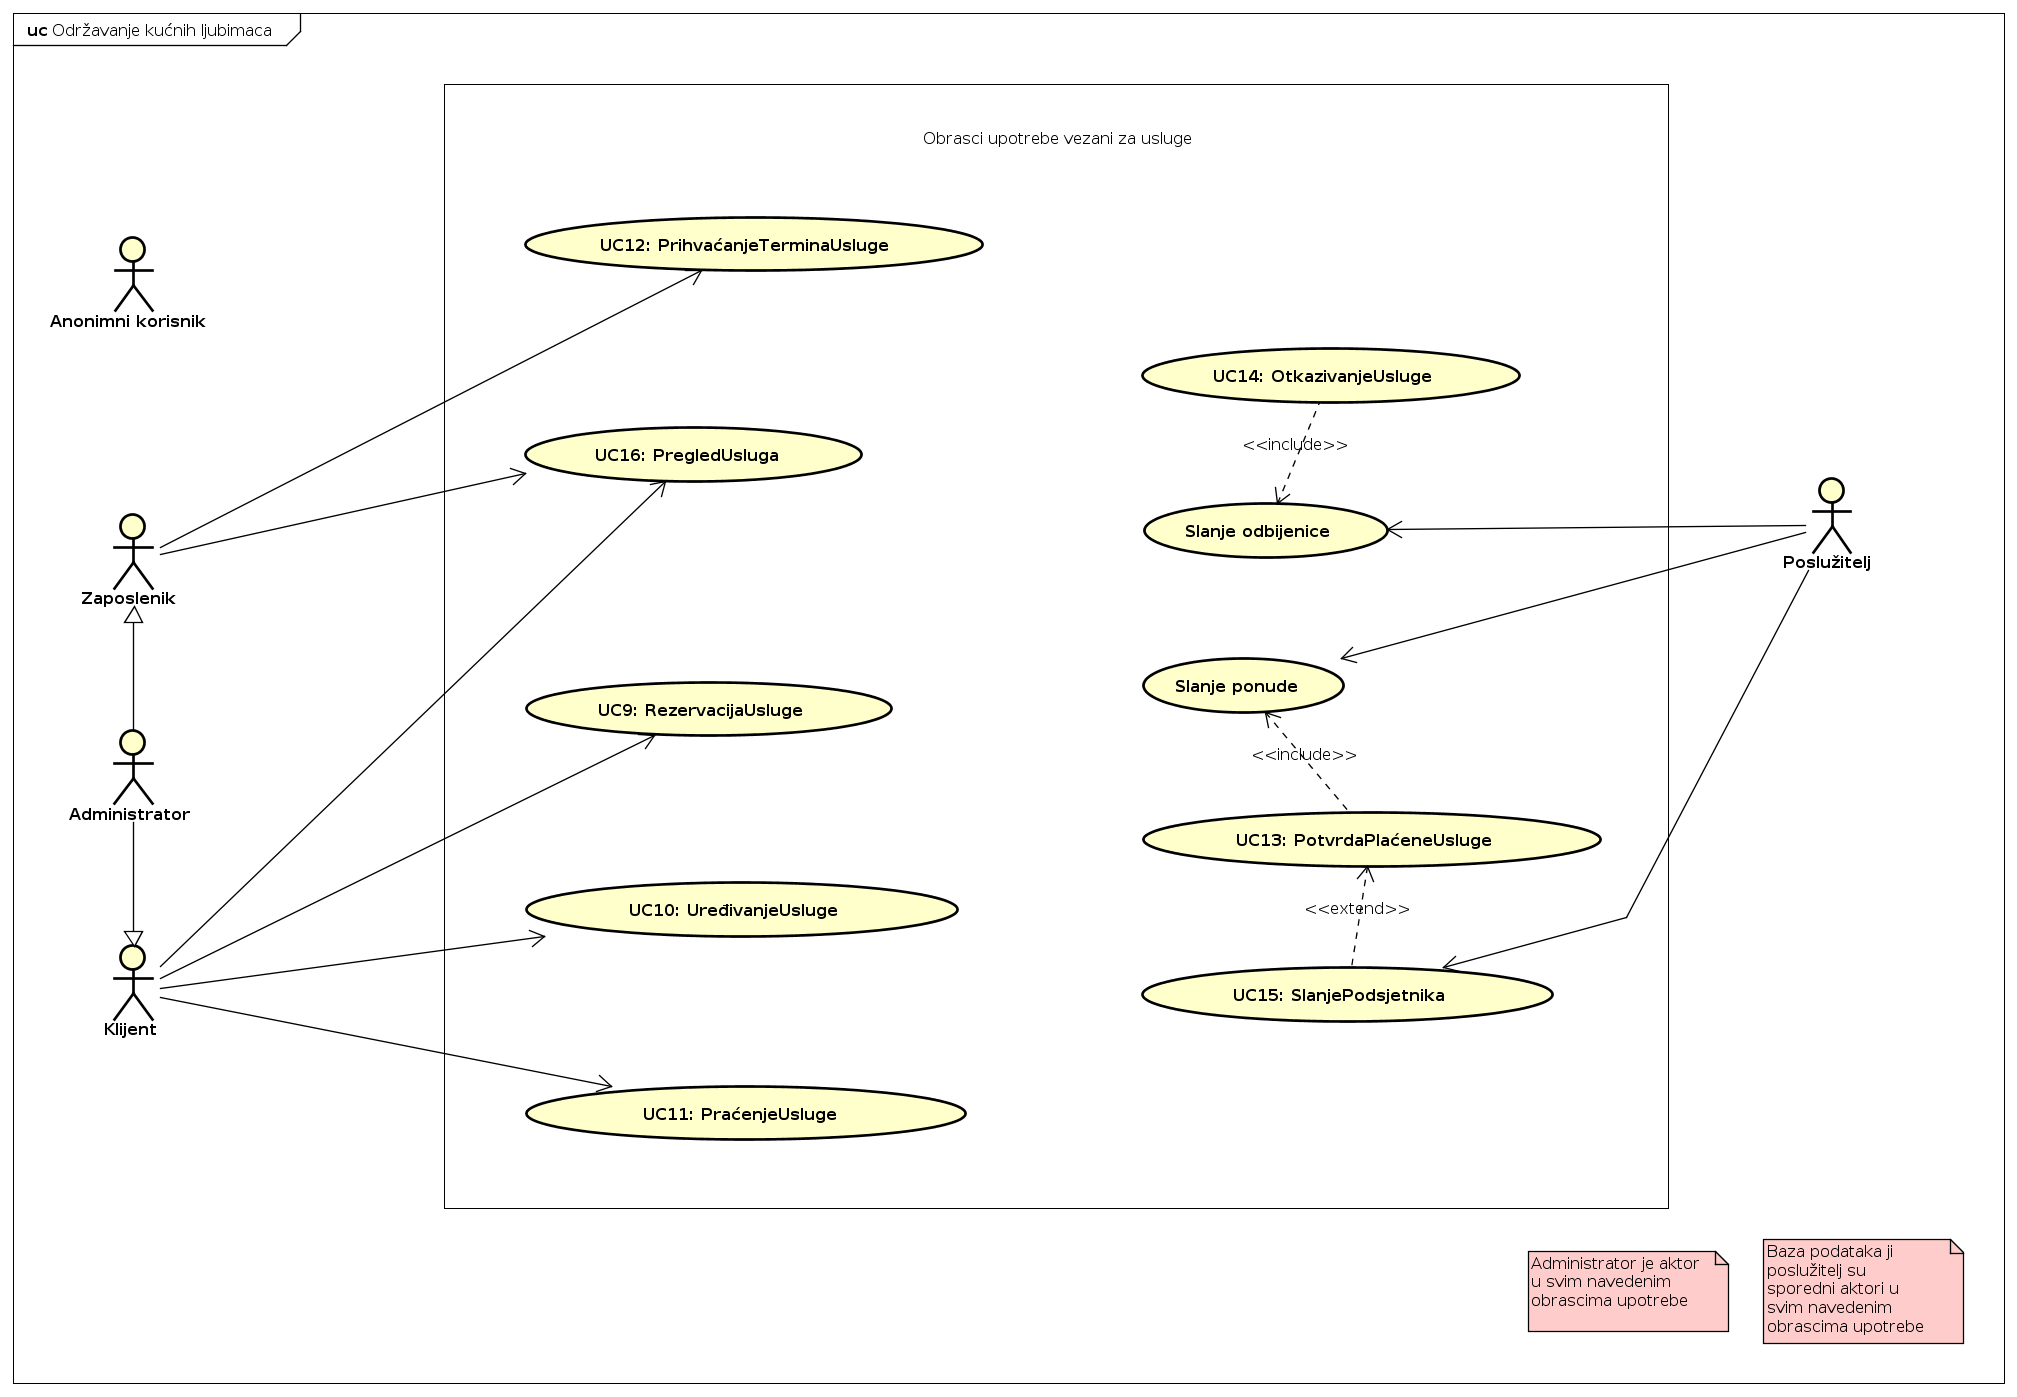 uc Održavanje kućnih ljubimaca
Obrasci upotrebe vezani za usluge
UC12: PrihvaćanjeTerminaUsluge
Anonimni korisnik
UC14: OtkazivanjeUsluge
<<include>>
UC16: PregledUsluga
Slanje odbijenice
Poslužitelj
Zaposlenik
Slanje ponude
UC9: RezervacijaUsluge
<<include>>
Administrator
UC13: PotvrdaPlaćeneUsluge
<<extend>>
UC10: UređivanjeUsluge
UC15: SlanjePodsjetnika
Klijent
UC11: PraćenjeUsluge
Administrator je aktor
u svim navedenim
obrascima upotrebe
Baza podataka ji
poslužitelj su
sporedni aktori u
svim navedenim
obrascima upotrebe